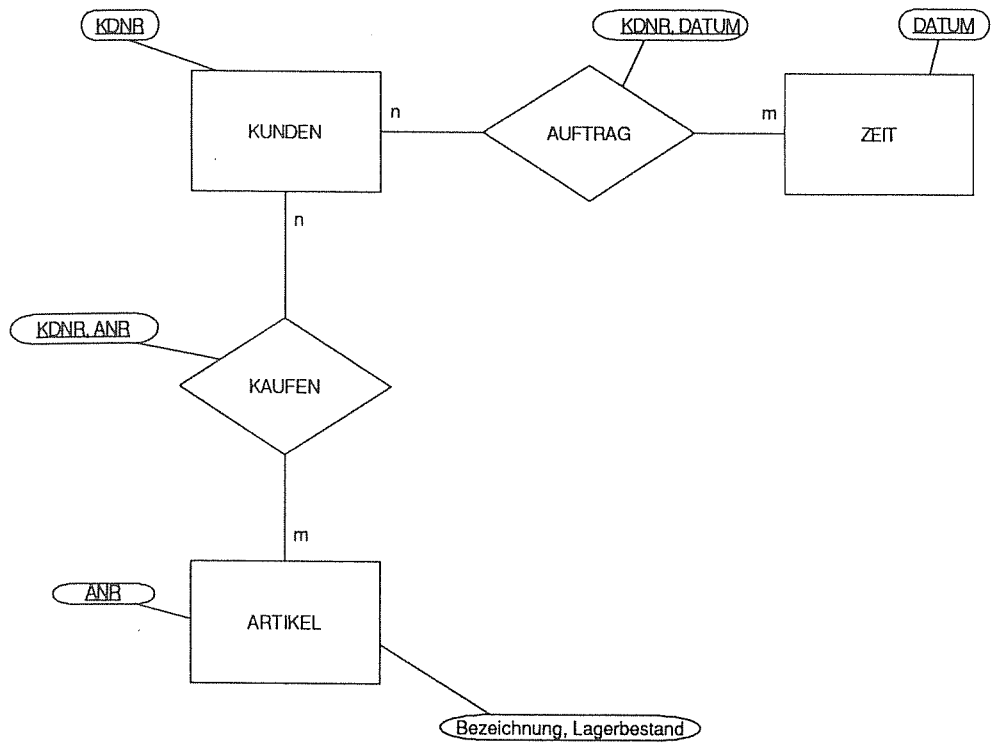 KDNR
KDNR, DATUM
DATUM
KUNDEN
n
AUFTRAG
m
ZEIT
n
KDNR, ANR
KAUFEN
m
ANR
ARTIKEL
Bezeichnung, Lagerbestand